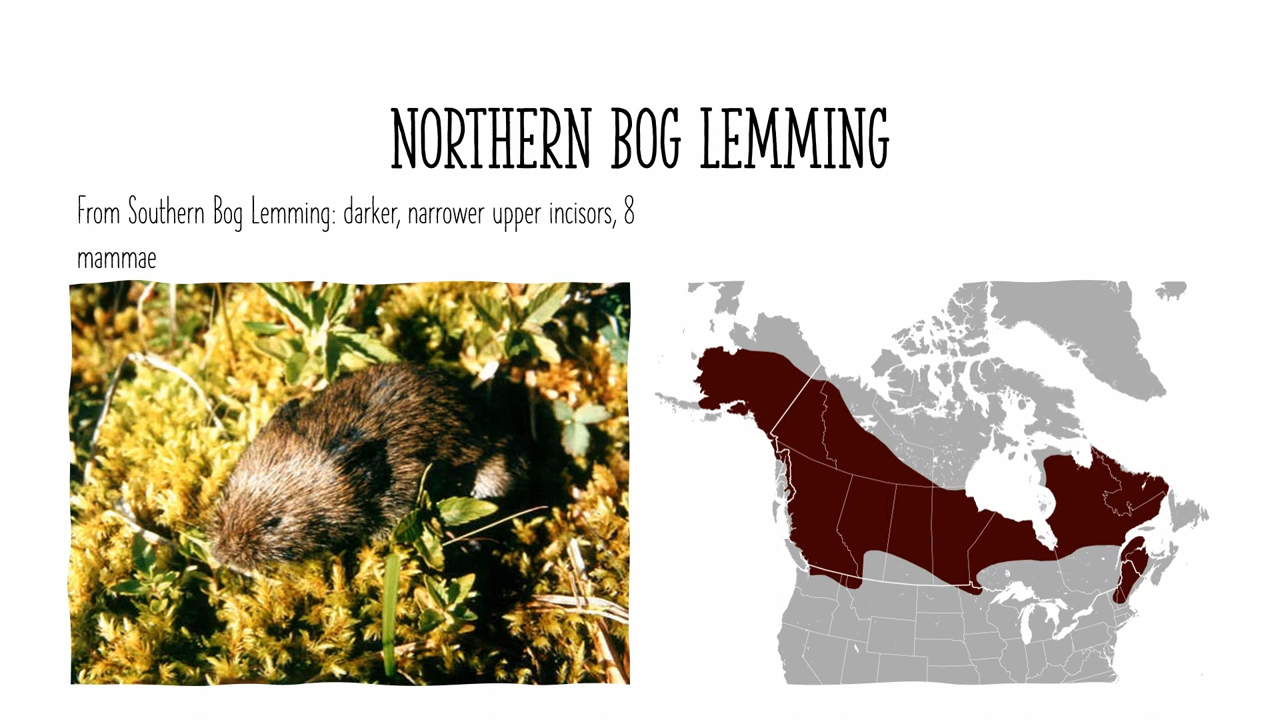 NORTHERN BOG LEMMING
From Southern Bog Lemming: darker, narrower upper incisors, 8
mammae